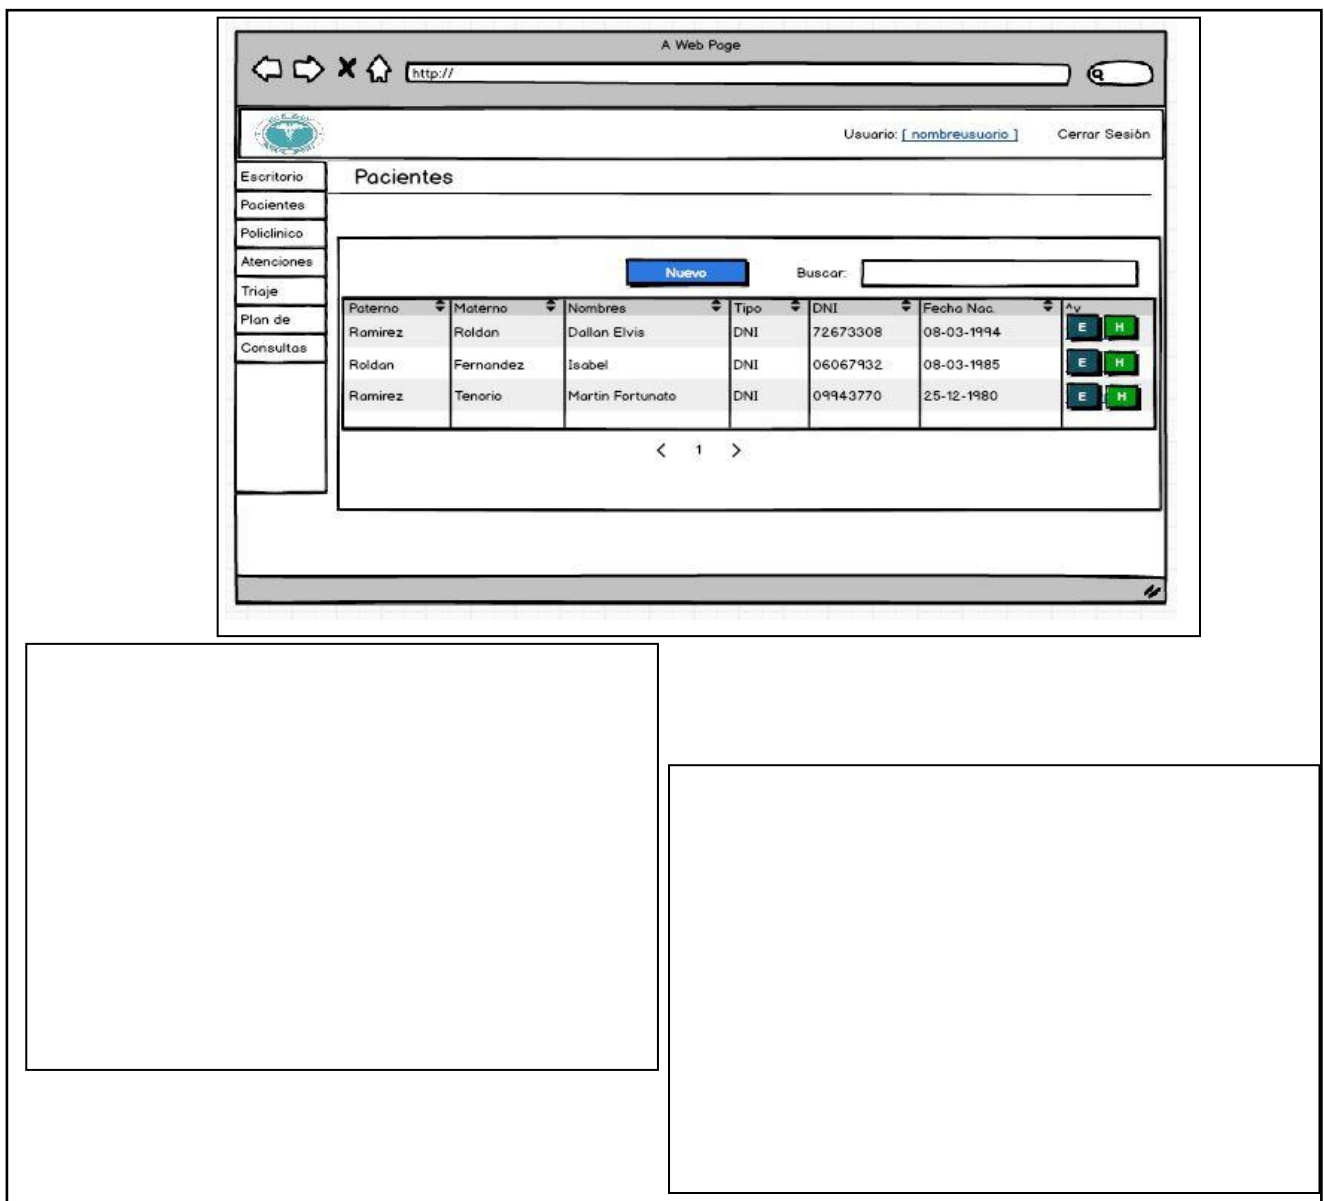 A Web Page
http://
Usuario: [ nombreusuario ] Cerrar Sesión
Escritorio
Pacientes
Policlinico
Atenciones
Triaje
Plan de
Consultas
Pacientes
Nuevo Buscar:
Paterno Materno Nombres Tipo DNI Fecha Nac. ^v
Ramirez Roldan Dallan Elvis DNI 72673308 08-03-1994 E H
Roldan Fernandez Isabel DNI 06067932 08-03-1985 E H
Ramirez Tenorio Martin Fortunato DNI 09943770 25-12-1980 E H
< 1 >